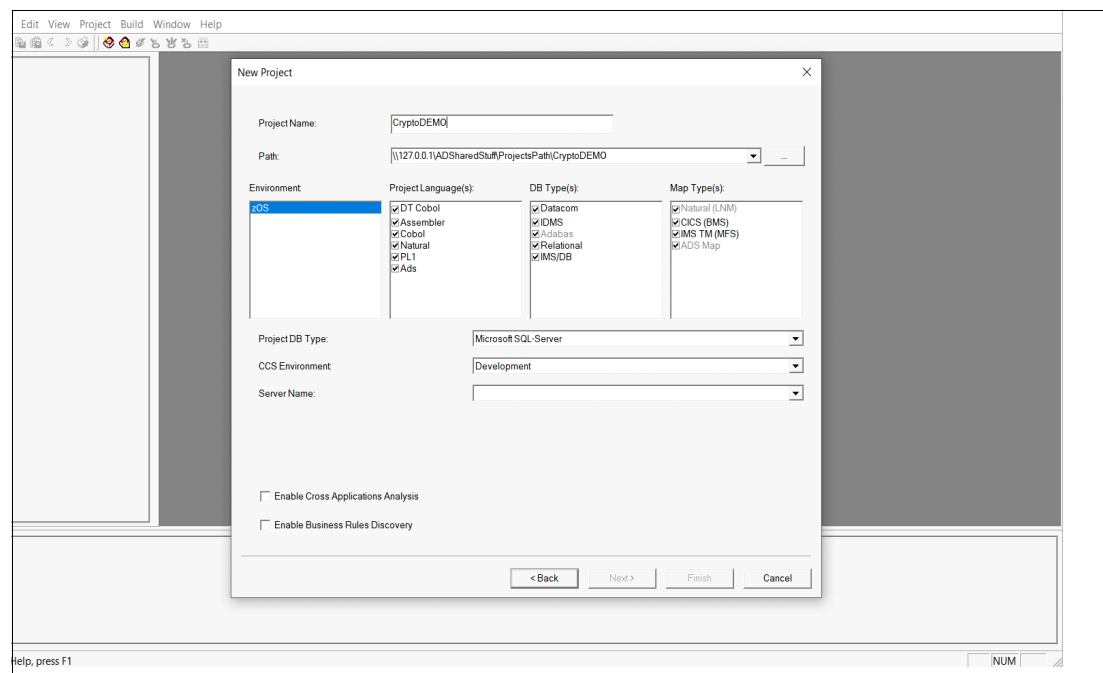 Edit View Project Build Window Help
New Project
Project Name: CryptoDEMO
Path: \\127.0.0.1\ADSharedStuff\ProjectsPath\CryptoDEMO ...
Environment: Project Language(s): DB Type(s): Map Type(s):
zOS DT Cobol Datacom Natural (LNM)
Assembler IDMS CICS (BMS)
Cobol Adabas IMS TM (MFS)
Natural Relational ADS Map
PL1 IMS/DB
Ads
Project DB Type: Microsoft SQL-Server
CCS Environment: Development
Server Name:
Enable Cross Applications Analysis
Enable Business Rules Discovery
< Back Next > Finish Cancel
Help, press F1 NUM